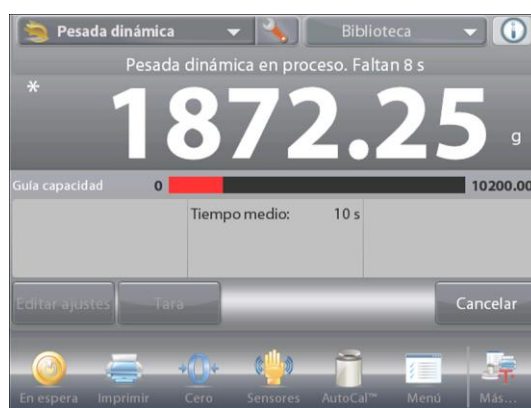 Pesada dinámica
Biblioteca
Pesada dinámica en proceso. Faltan 8 s
* 1872.25 g
Guía capacidad 0 10200.00
Tiempo medio: 10 s
Editar ajustes Tara Cancelar
En espera Imprimir Cero Sensores AutoCal™ Menú Más...